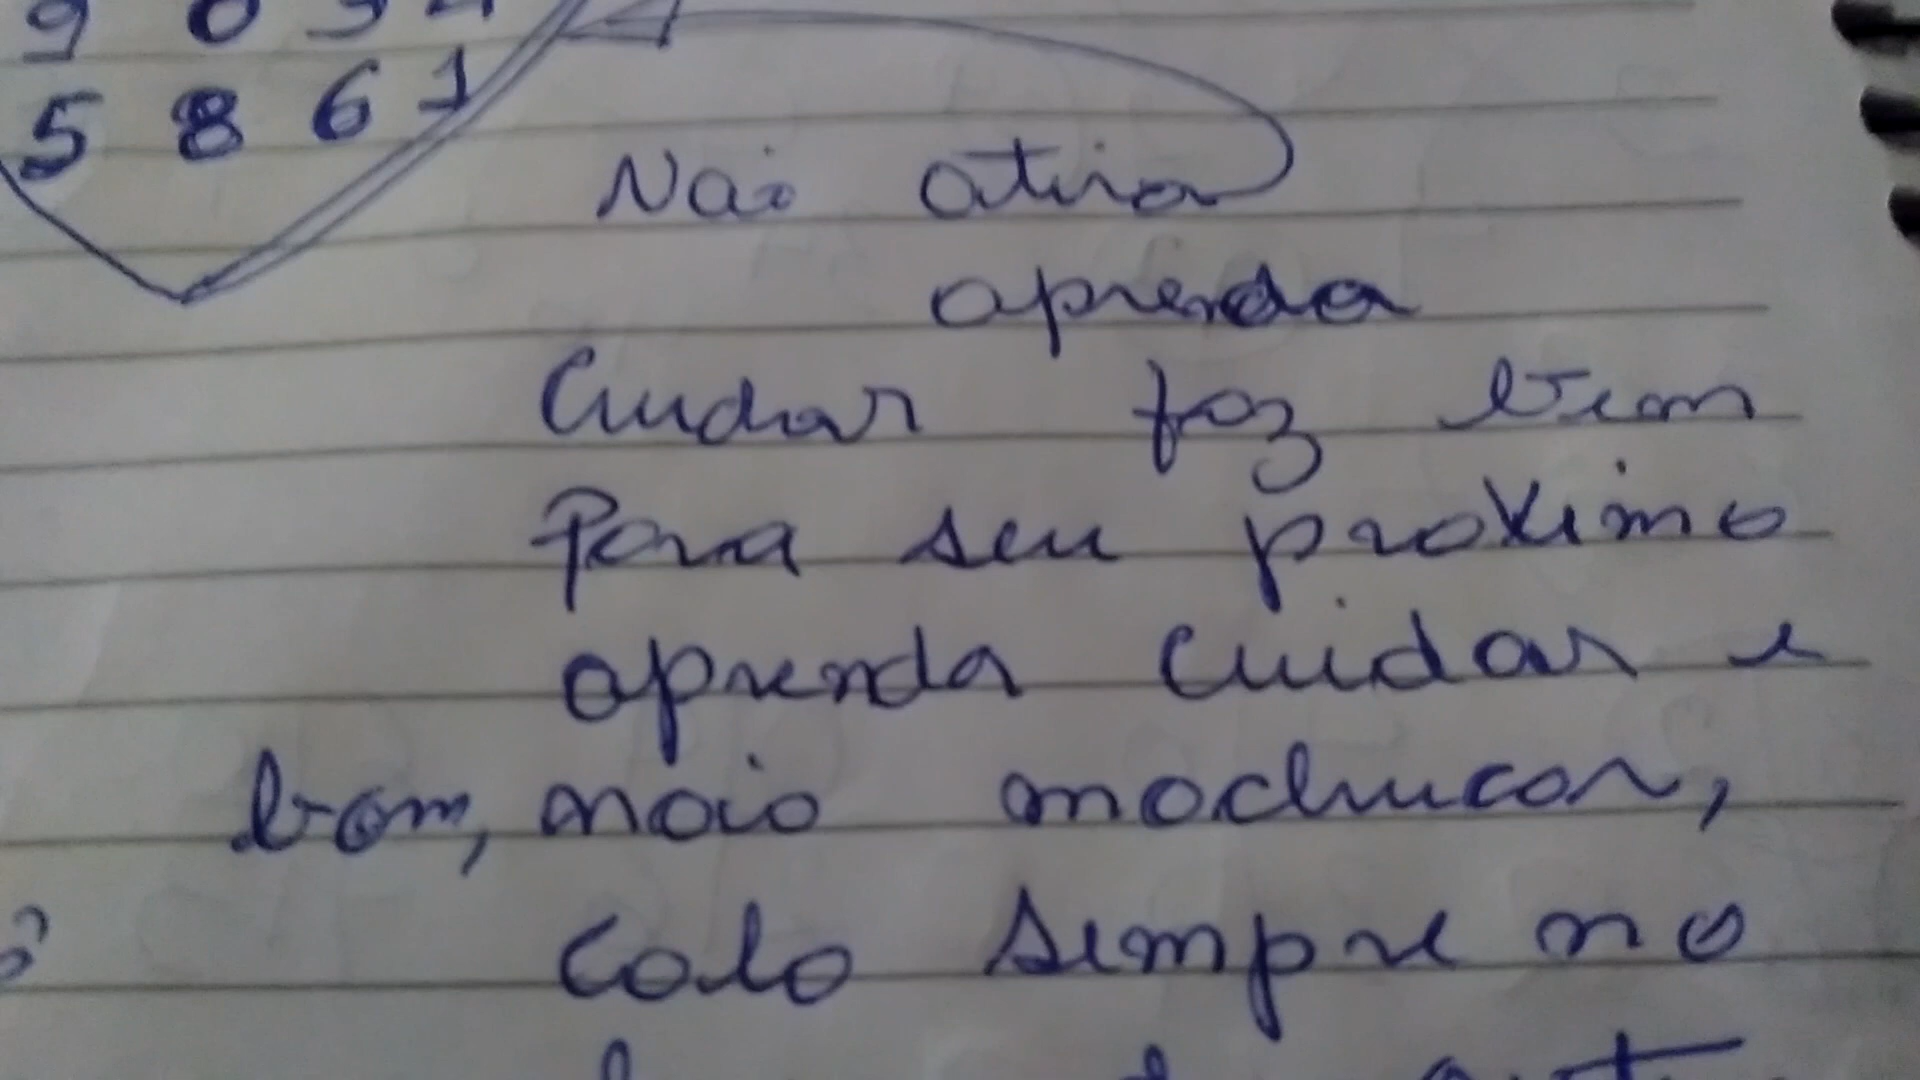 5 8 6 1
Não atira
aprenda
Cuidar faz bem
Para seu proximo
aprenda cuidar e
bom, não machucar,
colo sempre no